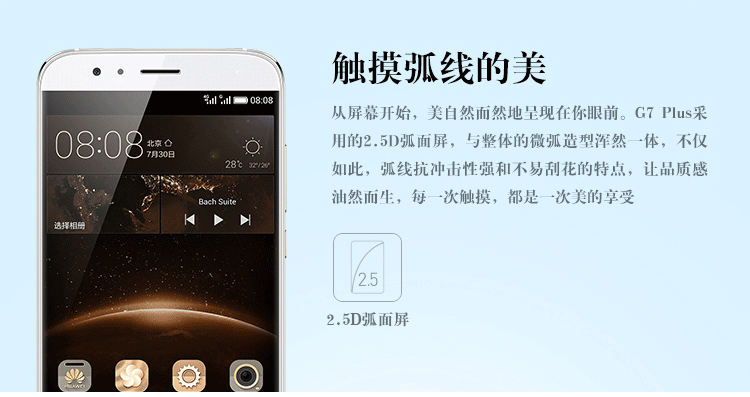 触摸弧线的美
从屏幕开始，美自然而然地呈现在你眼前。G7 Plus采
用的2.5D弧面屏，与整体的微弧造型浑然一体，不仅
如此，弧线抗冲击性强和不易刮花的特点，让品质感
油然而生，每一次触摸，都是一次美的享受
2.5
2.5D弧面屏
08:08
08:08
北京
7月30日
28℃
32°/26°
选择相册
Bach Suite
HUAWEI